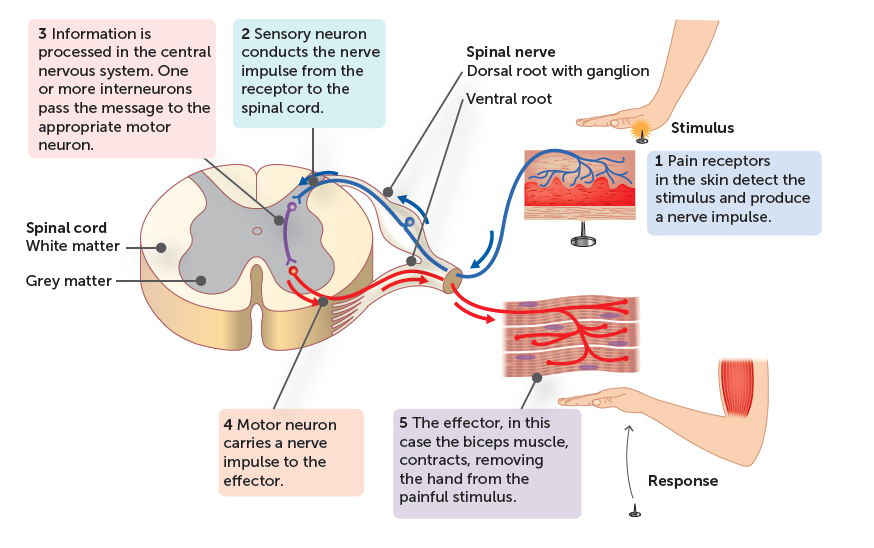 3 Information is
processed in the central
nervous system. One
or more interneurons
pass the message to the
appropriate motor
neuron.
2 Sensory neuron
conducts the nerve
impulse from the
receptor to the
spinal cord.
Spinal nerve
Dorsal root with ganglion
Ventral root
Stimulus
1 Pain receptors
in the skin detect the
stimulus and produce
a nerve impulse.
Spinal cord
White matter
Grey matter
4 Motor neuron
carries a nerve
impulse to the
effector.
5 The effector, in this
case the biceps muscle,
contracts, removing
the hand from the
painful stimulus.
Response